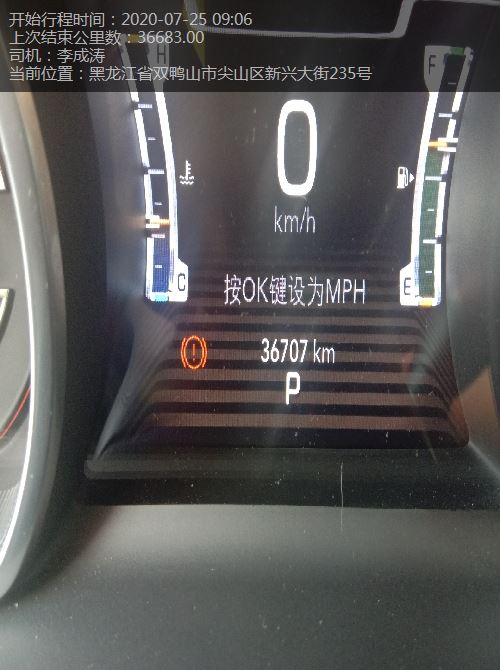 开始行程时间：2020-07-25 09:06
上次结束公里数：36683.00
司机：李成涛
当前位置：黑龙江省双鸭山市尖山区新兴大街235号
H
F
0
km/h
C
E
按OK键设为MPH
36707 km
P